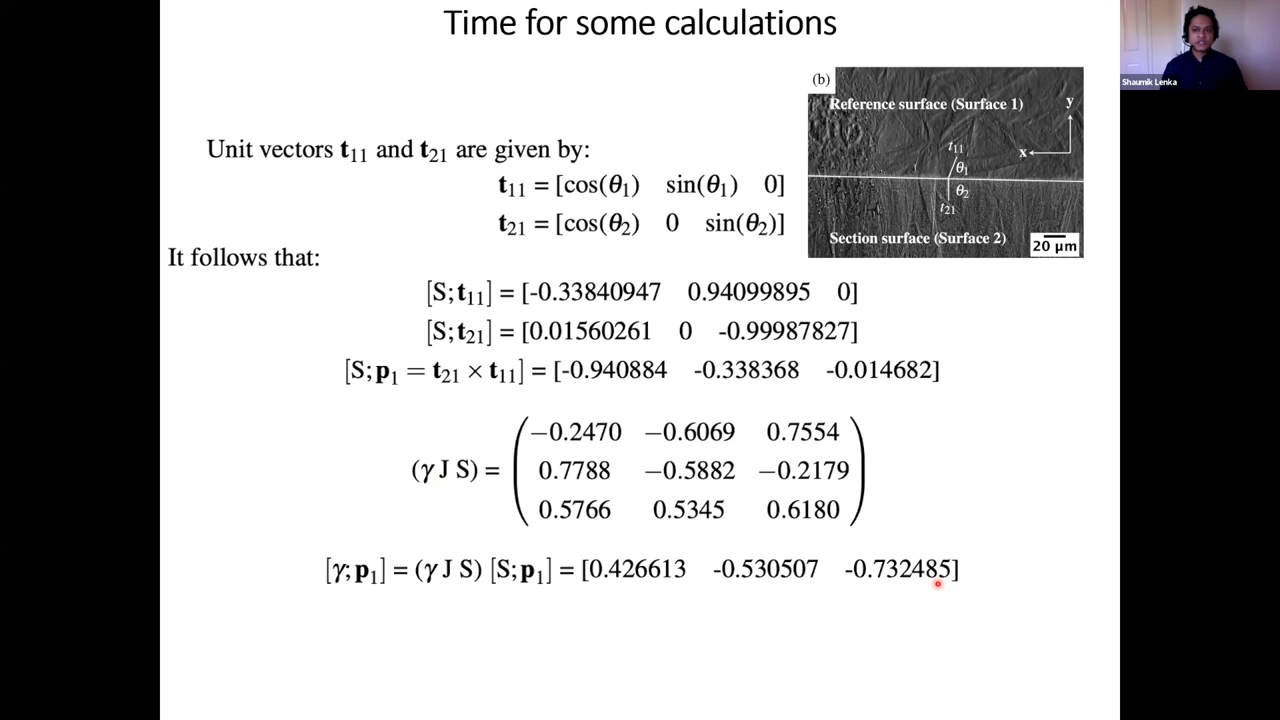 Time for some calculations
Shaumik Lenka
(b)
Reference surface (Surface 1)
y
x
t₁₁
θ₁
θ₂
t₂₁
Section surface (Surface 2)
20 μm
Unit vectors t₁₁ and t₂₁ are given by:
t₁₁ = [cos(θ₁) sin(θ₁) 0]
t₂₁ = [cos(θ₂) 0 sin(θ₂)]
It follows that:
[S;t₁₁] = [-0.33840947 0.94099895 0]
[S;t₂₁] = [0.01560261 0 -0.99987827]
[S;p₁ = t₂₁ × t₁₁] = [-0.940884 -0.338368 -0.014682]
−0.2470 −0.6069 0.7554
(γ J S) = 0.7788 −0.5882 −0.2179
0.5766 0.5345 0.6180
[γ;p₁] = (γ J S) [S;p₁] = [0.426613 -0.530507 -0.732485]